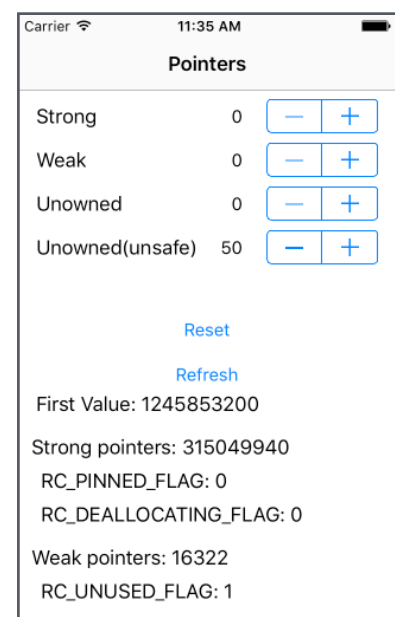 Carrier 11:35 AM
Pointers
Strong 0 — +
Weak 0 — +
Unowned 0 — +
Unowned(unsafe) 50 — +
Reset
Refresh
First Value: 1245853200
Strong pointers: 315049940
RC_PINNED_FLAG: 0
RC_DEALLOCATING_FLAG: 0
Weak pointers: 16322
RC_UNUSED_FLAG: 1